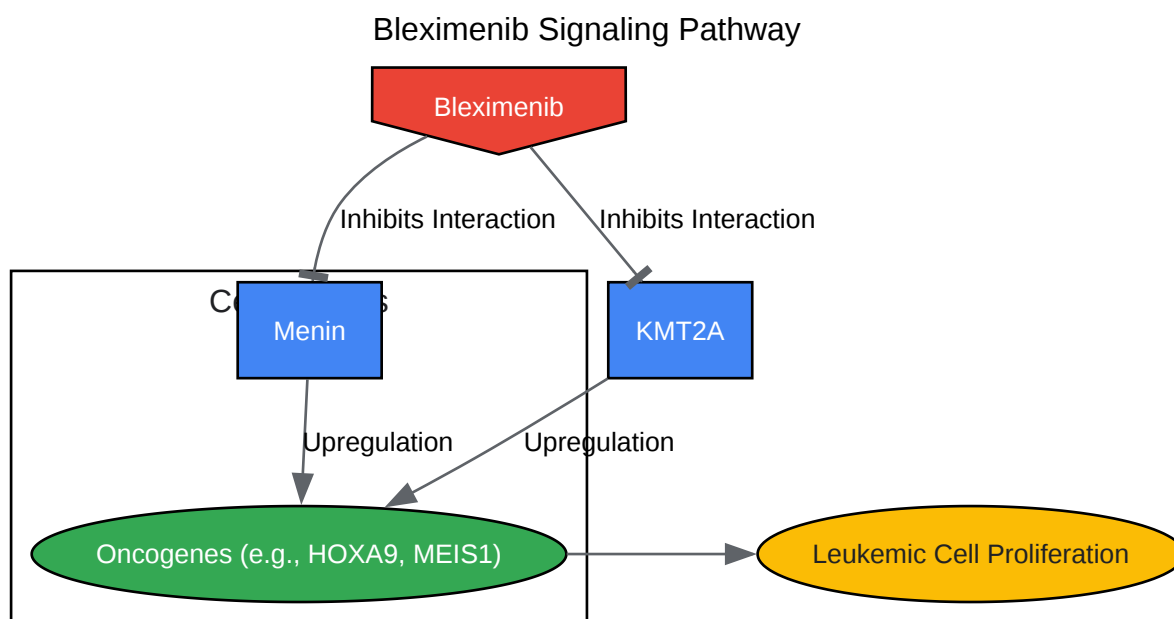 Bleximenib Signaling Pathway
Bleximenib
Inhibits Interaction
Inhibits Interaction
Menin
KMT2A
Upregulation
Upregulation
Oncogenes (e.g., HOXA9, MEIS1)
Leukemic Cell Proliferation